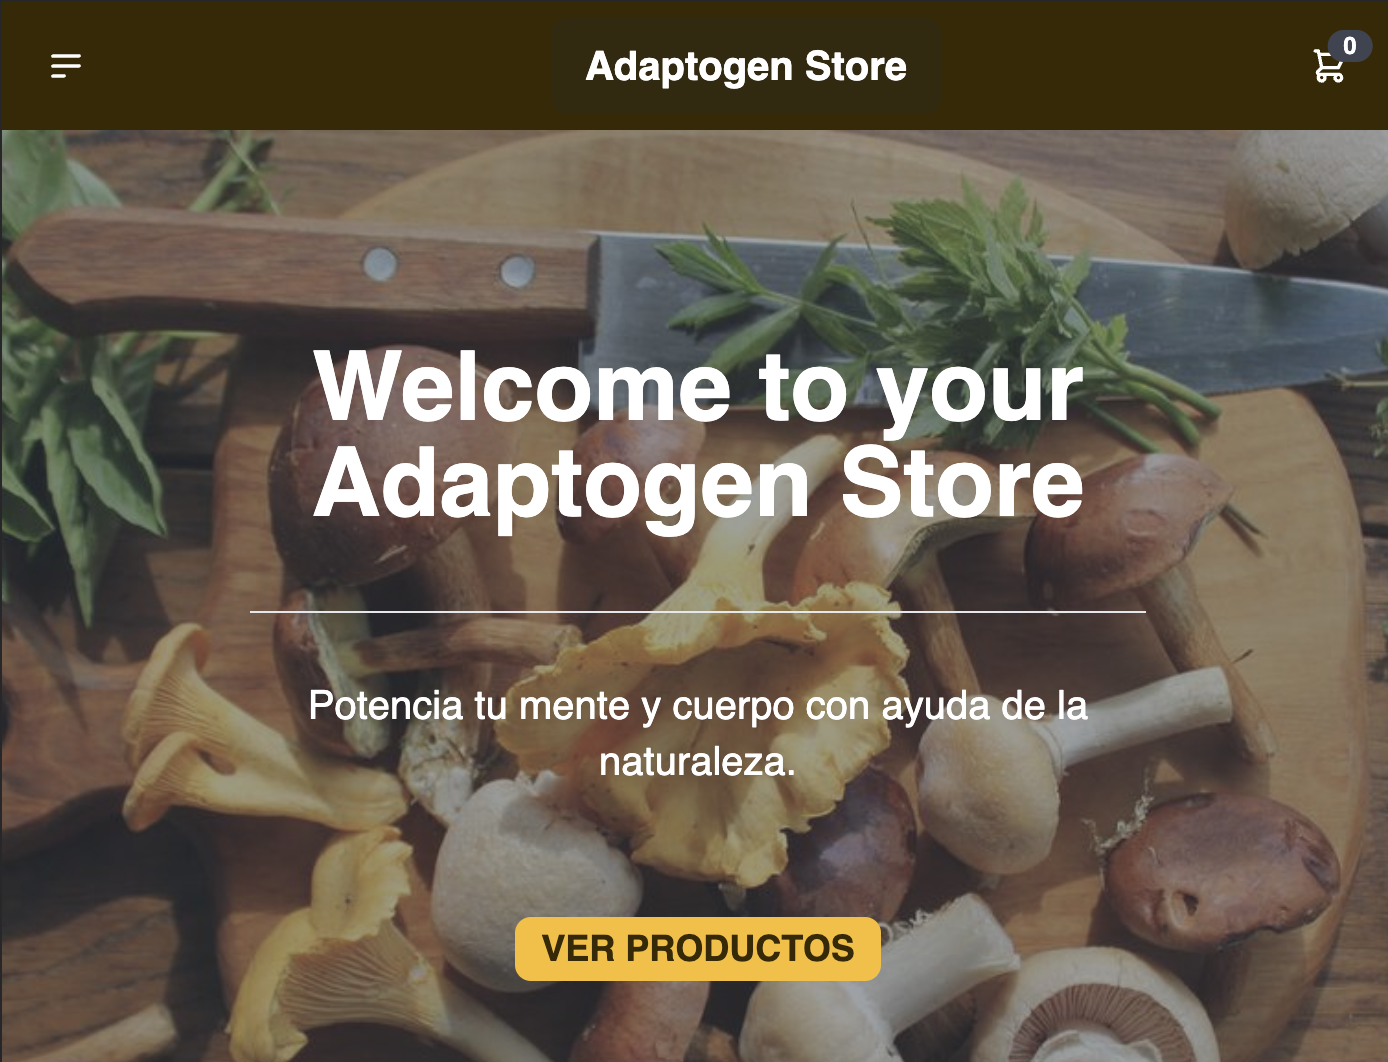 Adaptogen Store
0
Welcome to your
Adaptogen Store
Potencia tu mente y cuerpo con ayuda de la
naturaleza.
VER PRODUCTOS